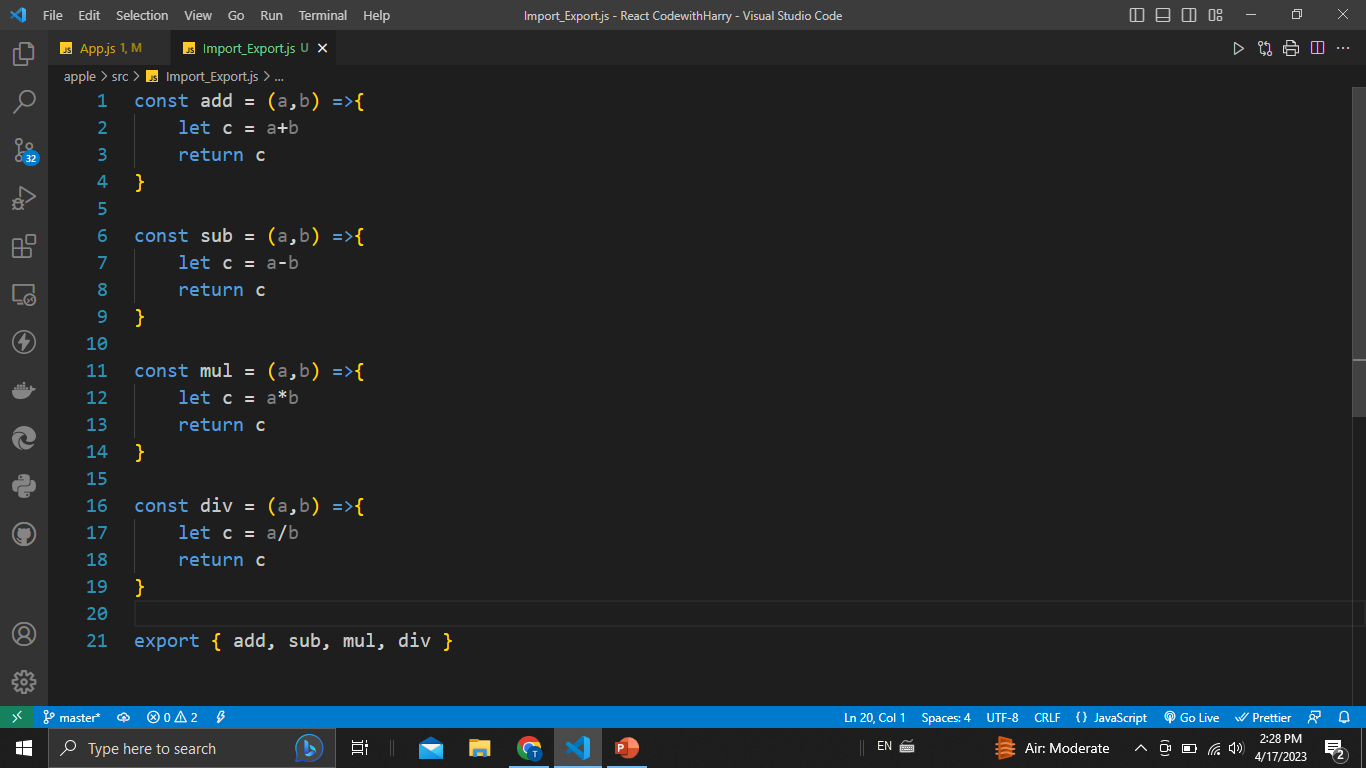 File Edit Selection View Go Run Terminal Help Import_Export.js - React CodewithHarry - Visual Studio Code
JS App.js 1, M JS Import_Export.js U
apple > src > JS Import_Export.js > ...
1 const add = (a,b) =>{
2 let c = a+b
3 return c
4 }
5
6 const sub = (a,b) =>{
7 let c = a-b
8 return c
9 }
10
11 const mul = (a,b) =>{
12 let c = a*b
13 return c
14 }
15
16 const div = (a,b) =>{
17 let c = a/b
18 return c
19 }
20
21 export { add, sub, mul, div }
32
master* 0 2 Ln 20, Col 1 Spaces: 4 UTF-8 CRLF {} JavaScript Go Live Prettier
Type here to search T P EN Air: Moderate 2:28 PM
4/17/2023 2